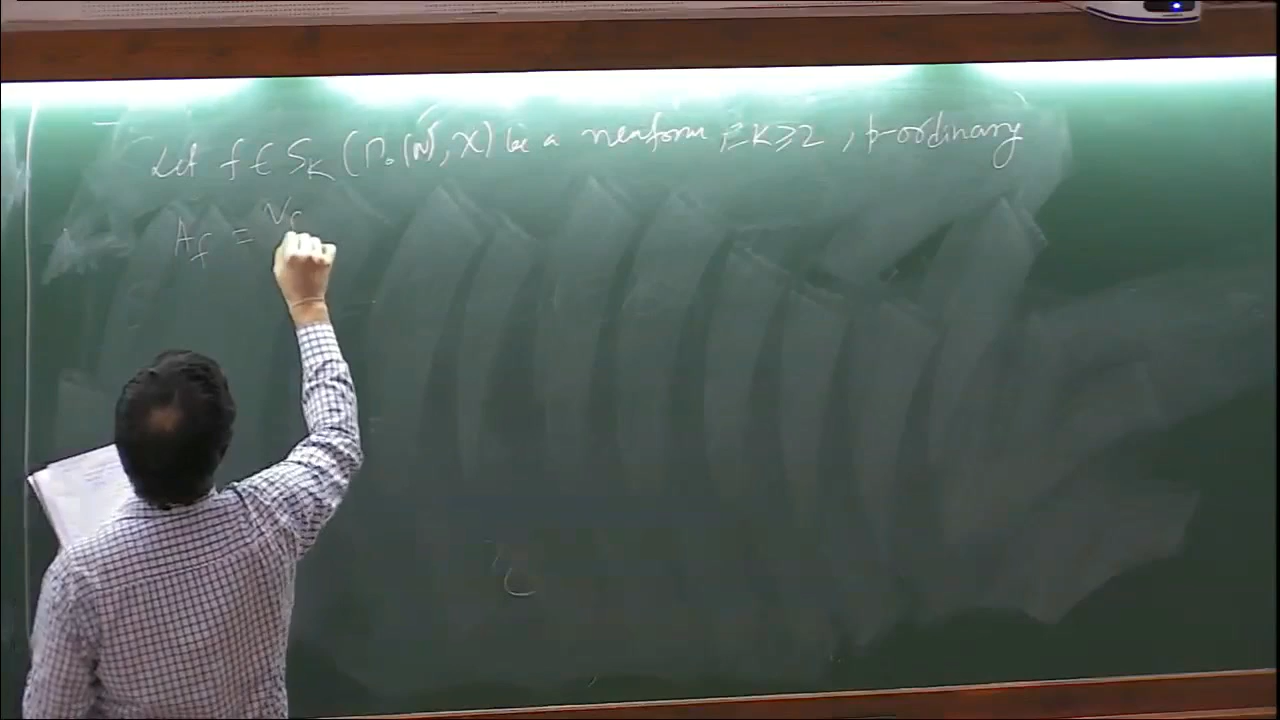 Let f ∈ S_K (Γ₀(N), χ) be a newform, K ≥ 2, p-ordinary
A_f = V_f